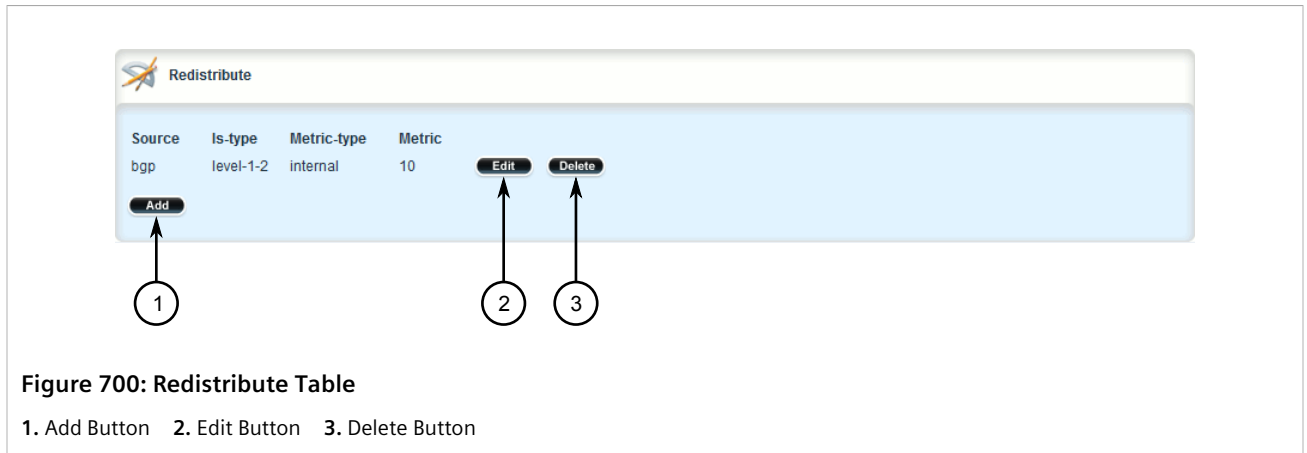 Redistribute
Source Is-type Metric-type Metric
bgp level-1-2 internal 10 Edit Delete
Add
1 2 3
Figure 700: Redistribute Table
1. Add Button 2. Edit Button 3. Delete Button